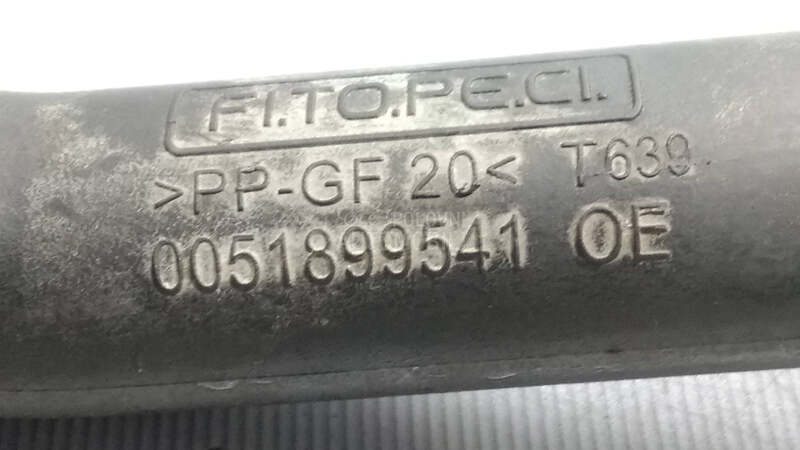 FI.TO.PE.CI.
>PP-GF 20< T639
0051899541 OE